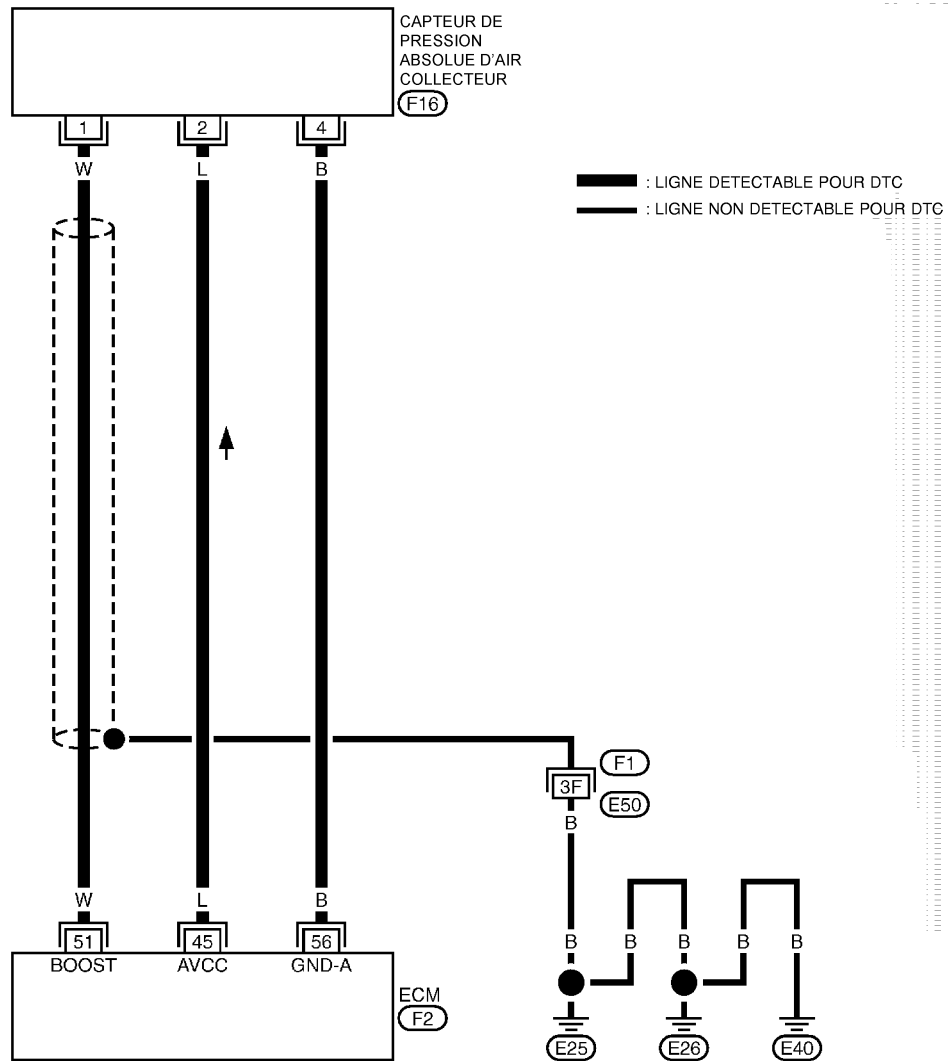 CAPTEUR DE
PRESSION
ABSOLUE D'AIR
COLLECTEUR
F16
1 2 4
W L B
: LIGNE DETECTABLE POUR DTC
: LIGNE NON DETECTABLE POUR DTC
F1
3F
E50
B
W L B
51 45 56
BOOST AVCC GND-A
B B B B B
ECM
F2
E25 E26 E40